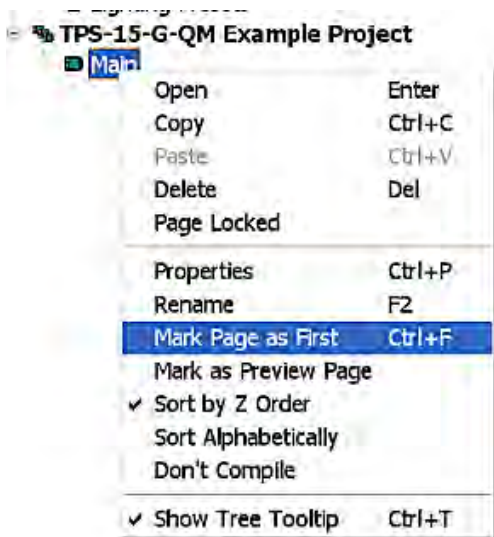 TPS-15-G-QM Example Project
Main
Open Enter
Copy Ctrl+C
Paste Ctrl+V
Delete Del
Page Locked
Properties Ctrl+P
Rename F2
Mark Page as First Ctrl+F
Mark as Preview Page
Sort by Z Order
Sort Alphabetically
Don't Compile
Show Tree Tooltip Ctrl+T